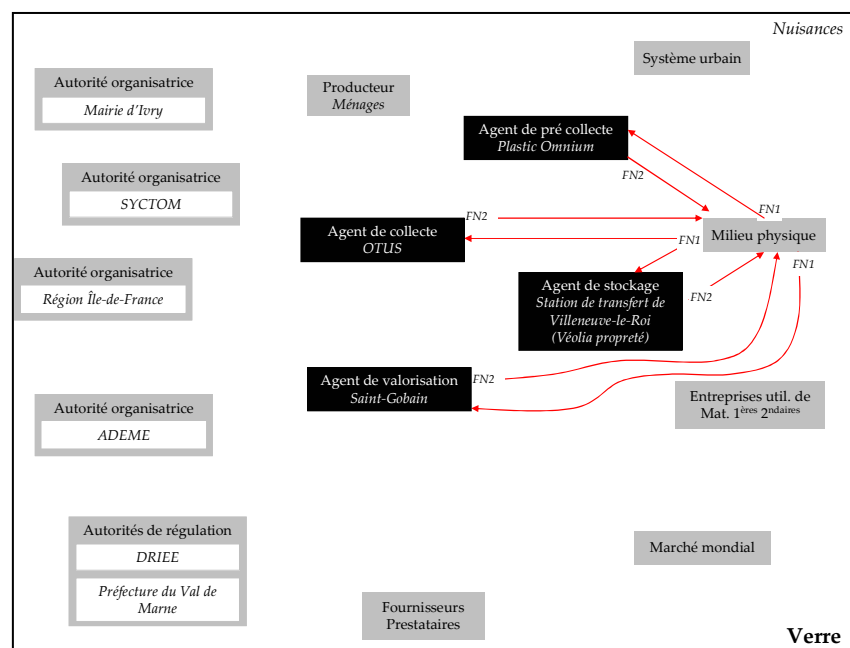 Nuisances
Système urbain
Autorité organisatrice
Mairie d'Ivry
Producteur
Ménages
Agent de pré collecte
Plastic Omnium
FN2
Autorité organisatrice
SYCTOM
FN2
FN1
Agent de collecte
OTUS
FN1
Milieu physique
FN1
Autorité organisatrice
Région Île-de-France
Agent de stockage
Station de transfert de
Villeneuve-le-Roi
(Véolia propreté)
FN2
Agent de valorisation
Saint-Gobain
FN2
Entreprises util. de
Mat. 1ères 2ndaires
Autorité organisatrice
ADEME
Autorités de régulation
DRIEE
Préfecture du Val de
Marne
Marché mondial
Fournisseurs
Prestataires
Verre